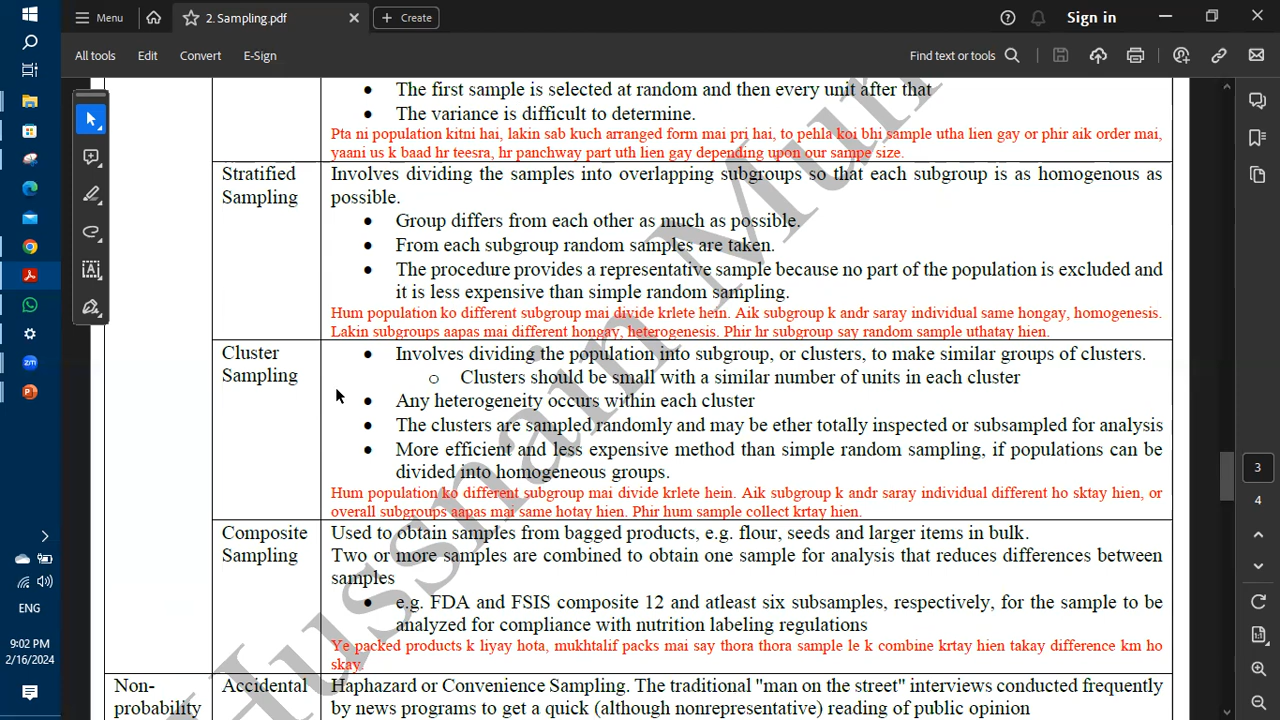 Menu
2. Sampling.pdf
Create
Sign in
All tools
Edit
Convert
E-Sign
Find text or tools
• The first sample is selected at random and then every unit after that
• The variance is difficult to determine.
Pta ni population kitni hai, lakin sab kuch arranged form mai prj hai, to pehla koi bhi sample utha lien gay or phir aik order mai,
yaani us k baad hr teesra, hr panchway part uth lien gay depending upon our sampe size.
Stratified
Sampling
Involves dividing the samples into overlapping subgroups so that each subgroup is as homogenous as
possible.
• Group differs from each other as much as possible.
• From each subgroup random samples are taken.
• The procedure provides a representative sample because no part of the population is excluded and
it is less expensive than simple random sampling.
Hum population ko different subgroup mai divide krlete hein. Aik subgroup k andr saray individual same hongay, homogenesis.
Lakin subgroups aapas mai different hongay, heterogenesis. Phir hr subgroup say random sample uthatay hien.
Cluster
Sampling
• Involves dividing the population into subgroup, or clusters, to make similar groups of clusters.
o Clusters should be small with a similar number of units in each cluster
• Any heterogeneity occurs within each cluster
• The clusters are sampled randomly and may be ether totally inspected or subsampled for analysis
• More efficient and less expensive method than simple random sampling, if populations can be
divided into homogeneous groups.
Hum population ko different subgroup mai divide krlete hein. Aik subgroup k andr saray individual different ho sktay hien, or
overall subgroups aapas mai same hotay hien. Phir hum sample collect krtay hien.
Composite
Sampling
Used to obtain samples from bagged products, e.g. flour, seeds and larger items in bulk.
Two or more samples are combined to obtain one sample for analysis that reduces differences between
samples
• e.g. FDA and FSIS composite 12 and atleast six subsamples, respectively, for the sample to be
analyzed for compliance with nutrition labeling regulations
Ye packed products k liyay hota, mukhtalif packs mai say thora thora sample le k combine krtay hien takay difference km ho
skay.
Non-
probability
Accidental
Haphazard or Convenience Sampling. The traditional "man on the street" interviews conducted frequently
by news programs to get a quick (although nonrepresentative) reading of public opinion
Hussnain Mun
3
4
ENG
9:02 PM
2/16/2024